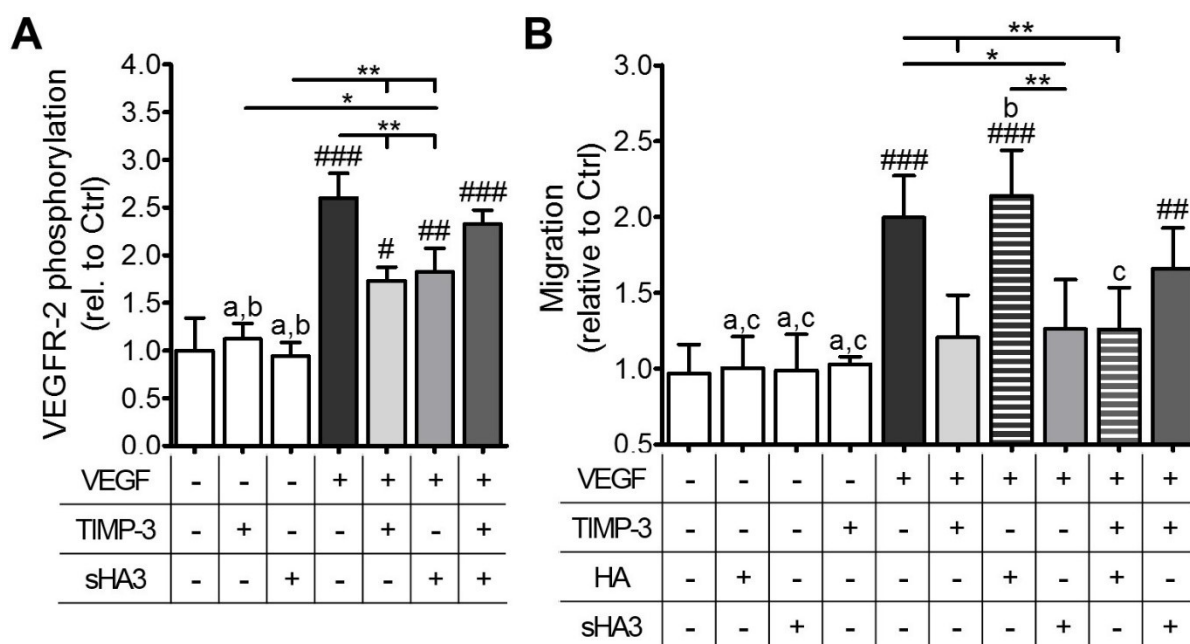 A
VEGFR-2 phosphorylation
(rel. to Ctrl)
4.0
3.5
3.0
2.5
2.0
1.5
1.0
0.5
0.0
**
*
**
a,b
a,b
###
#
##
###
VEGF - - - + + + +
TIMP-3 - + - - + - +
sHA3 - - + - - + +
B
Migration
(relative to Ctrl)
3.0
2.5
2.0
1.5
1.0
0.5
**
*
**
a,c
a,c
a,c
###
b
###
c
##
VEGF - - - - + + + + + +
TIMP-3 - - - + - + - - + +
HA - + - - - - + - + -
sHA3 - - + - - - - + - +